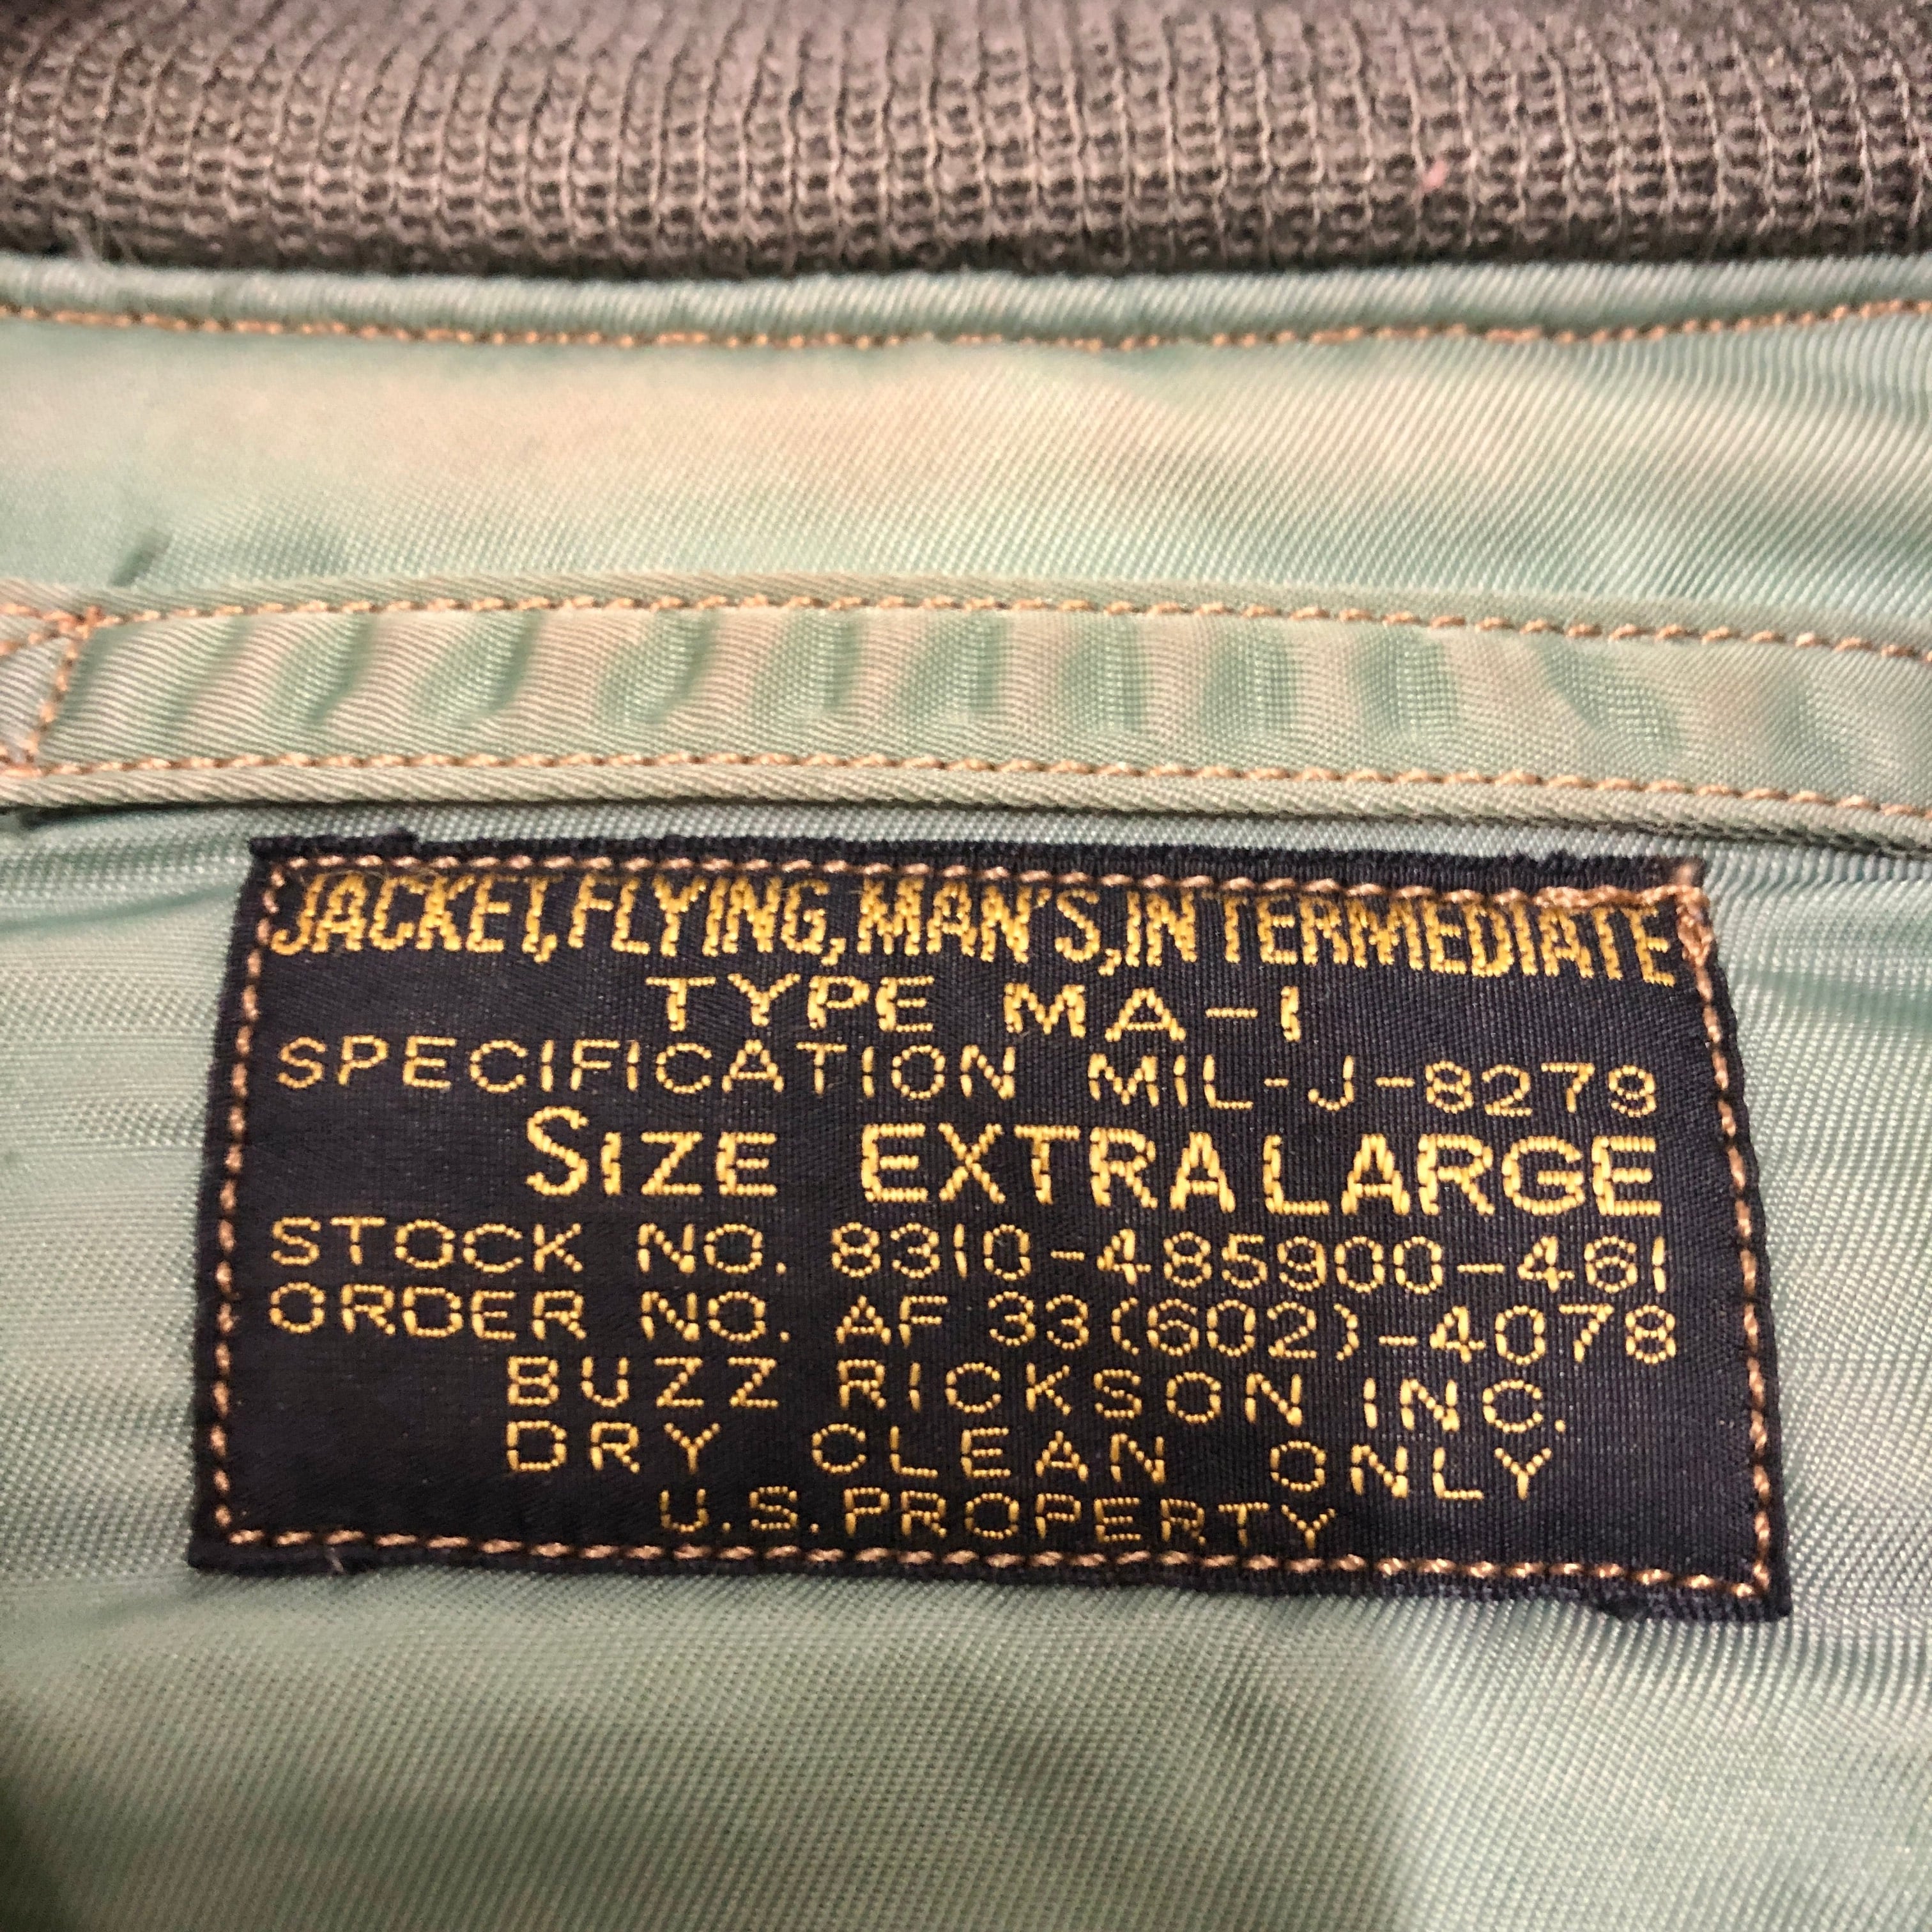 JACKET, FLYING, MAN'S, INTERMEDIATE
TYPE MA-1
SPECIFICATION MIL-J-8279
SIZE EXTRA LARGE
STOCK NO. 8310-485900-461
ORDER NO. AF 33(602)-4078
BUZZ RICKSON INC.
DRY CLEAN ONLY
U.S. PROPERTY